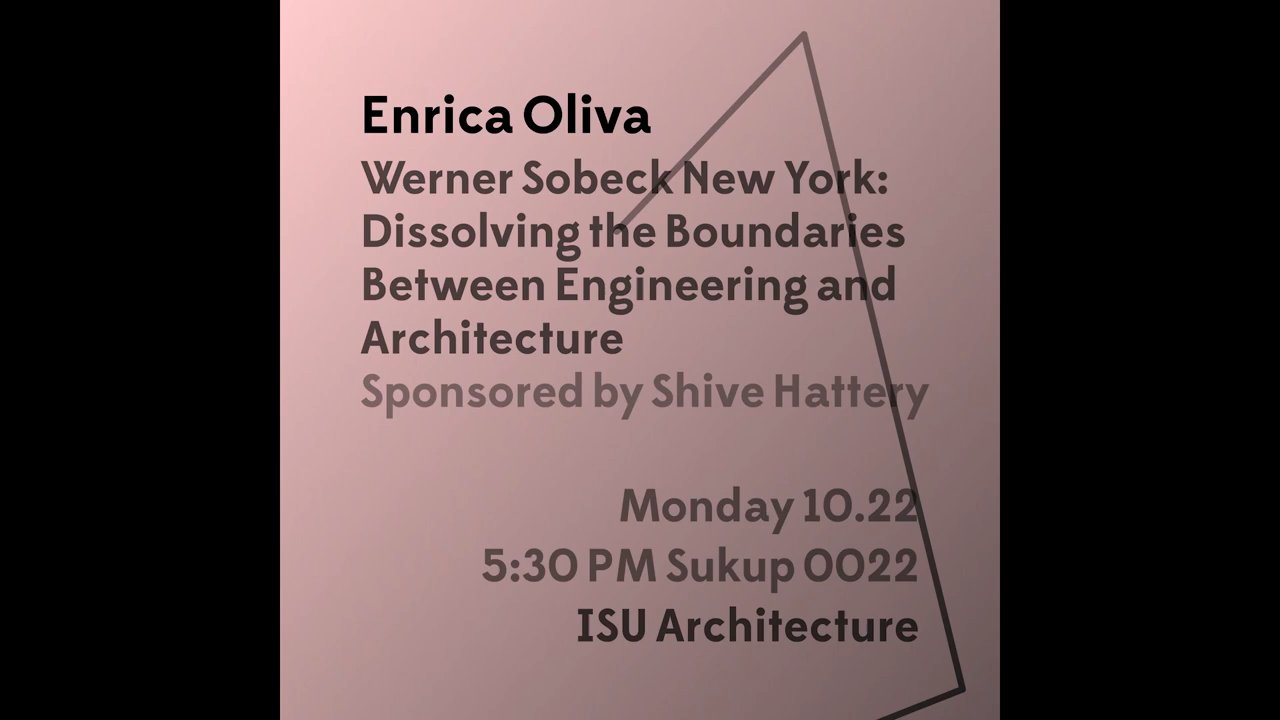 Enrica Oliva
Werner Sobeck New York:
Dissolving the Boundaries
Between Engineering and
Architecture
Sponsored by Shive Hattery
Monday 10.22
5:30 PM Sukup 0022
ISU Architecture